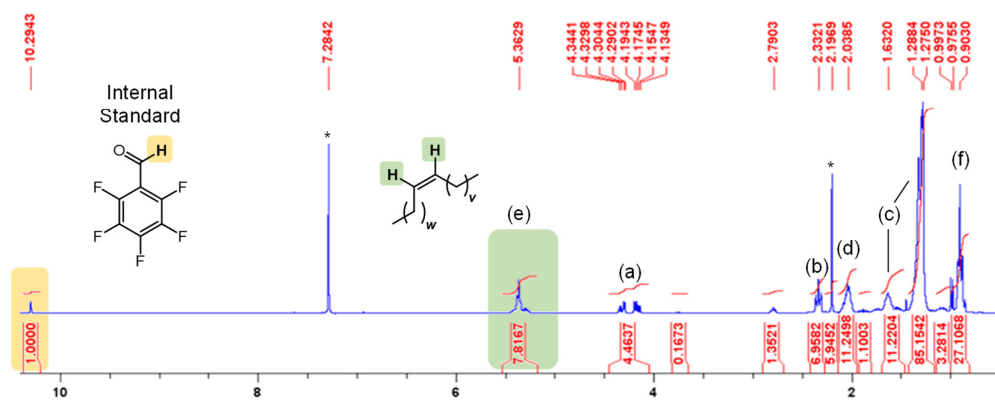 10.2943
7.2842
5.3629
4.3441
4.3298
4.3044
4.2902
4.1943
4.1745
4.1547
4.1349
2.7903
2.3321
2.1969
2.0385
1.6320
1.2884
1.2750
0.9973
0.9755
0.9030
Internal
Standard
O
H
F
F
F
F
F
*
H
H
v
w
(e)
(a)
(b)
*
(d)
(c)
(f)
1.0000
7.8167
4.4637
0.1673
1.3521
6.9582
5.9452
11.2498
1.1003
11.2204
85.1542
3.2814
27.1068
10
6
4
2